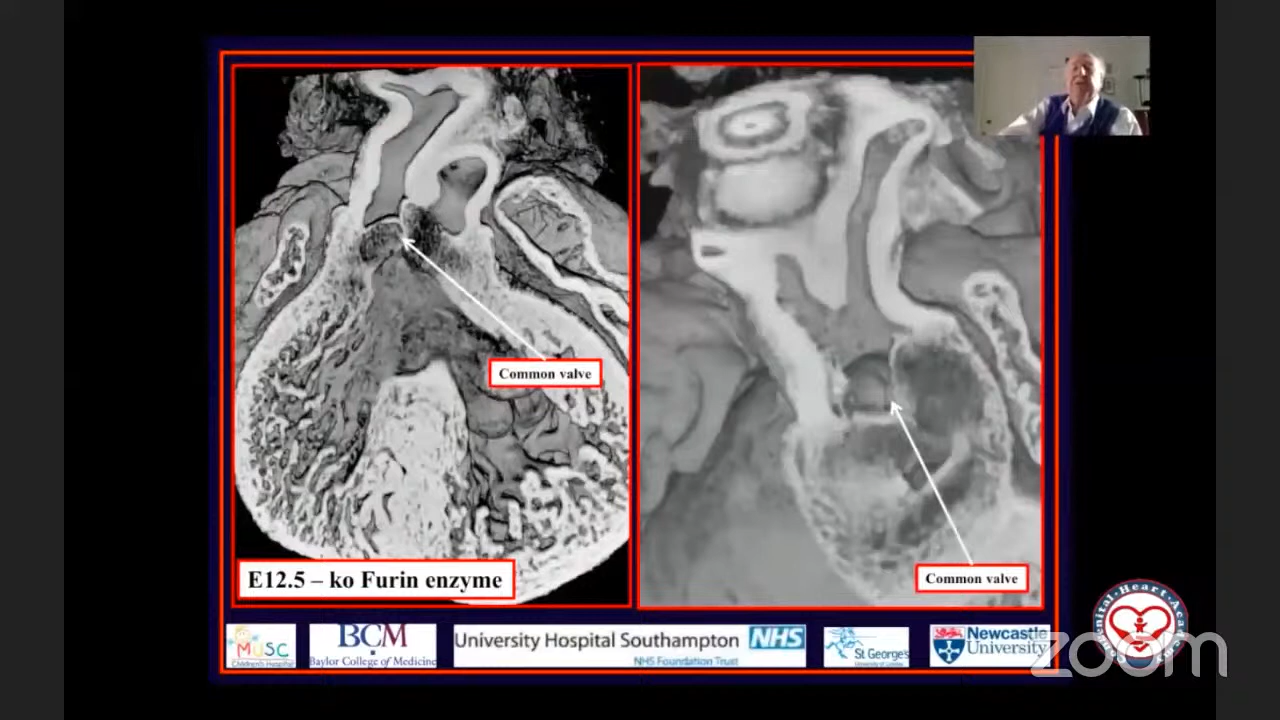 Common valve
Common valve
E12.5 – ko Furin enzyme
MUSC
Children's Hospital
BCM
Baylor College of Medicine
University Hospital Southampton NHS
NHS Foundation Trust
St George's
University of London
Newcastle
University
zoom